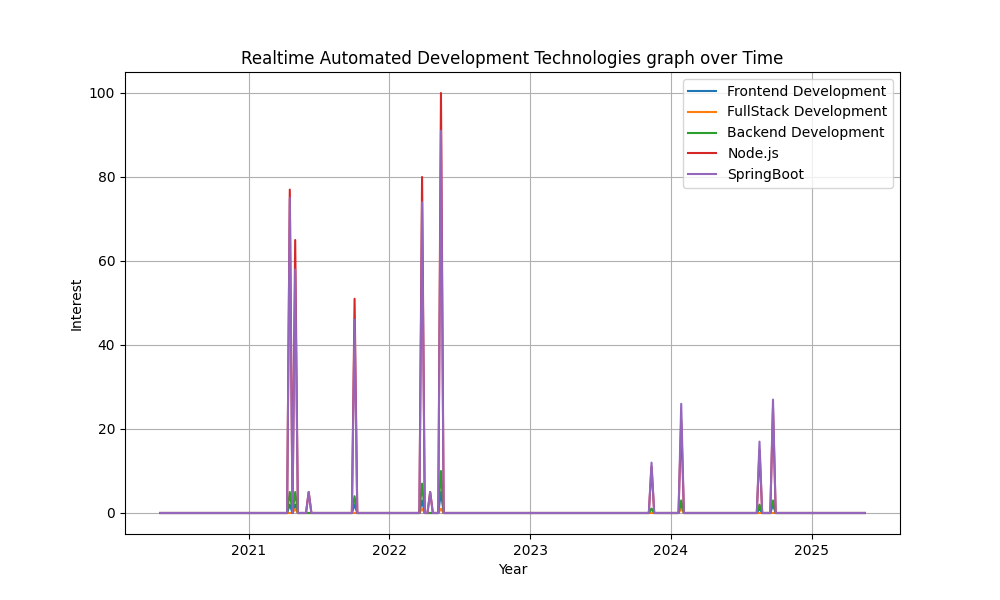 Realtime Automated Development Technologies graph over Time
Frontend Development
FullStack Development
Backend Development
Node.js
SpringBoot
100
80
60
40
20
0
Interest
2021
2022
2023
2024
2025
Year